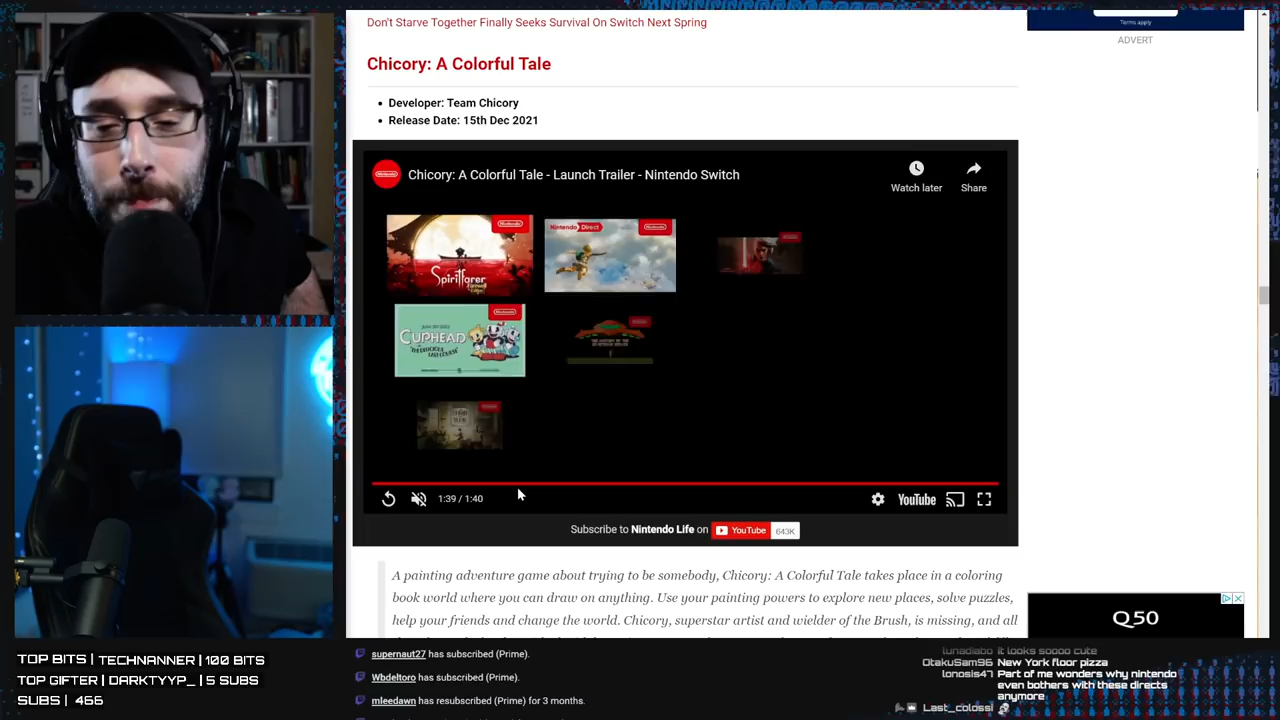 Don't Starve Together Finally Seeks Survival On Switch Next Spring
Terms apply
ADVERT
Chicory: A Colorful Tale
Developer: Team Chicory
Release Date: 15th Dec 2021
Chicory: A Colorful Tale - Launch Trailer - Nintendo Switch
Watch later
Share
Nintendo
Spiritfarer
Nintendo Direct
Nintendo
Nintendo
CUPHEAD
1:39 / 1:40
YouTube
Subscribe to Nintendo Life on
YouTube
643K
A painting adventure game about trying to be somebody, Chicory: A Colorful Tale takes place in a coloring
book world where you can draw on anything. Use your painting powers to explore new places, solve puzzles,
help your friends and change the world. Chicory, superstar artist and wielder of the Brush, is missing, and all
Q50
TOP BITS | TECHNANNER | 100 BITS
TOP GIFTER | DARKTYYP_ | 5 SUBS
SUBS | 466
supernaut27 has subscribed (Prime).
Wbdeltoro has subscribed (Prime).
mleedawn has resubscribed (Prime) for 3 months.
lunadiabo it looks soooo cute
OtakuSam96 New York floor pizza
lonosis47 Part of me wonders why nintendo
even bothers with these directs
anymore
Last_colossi